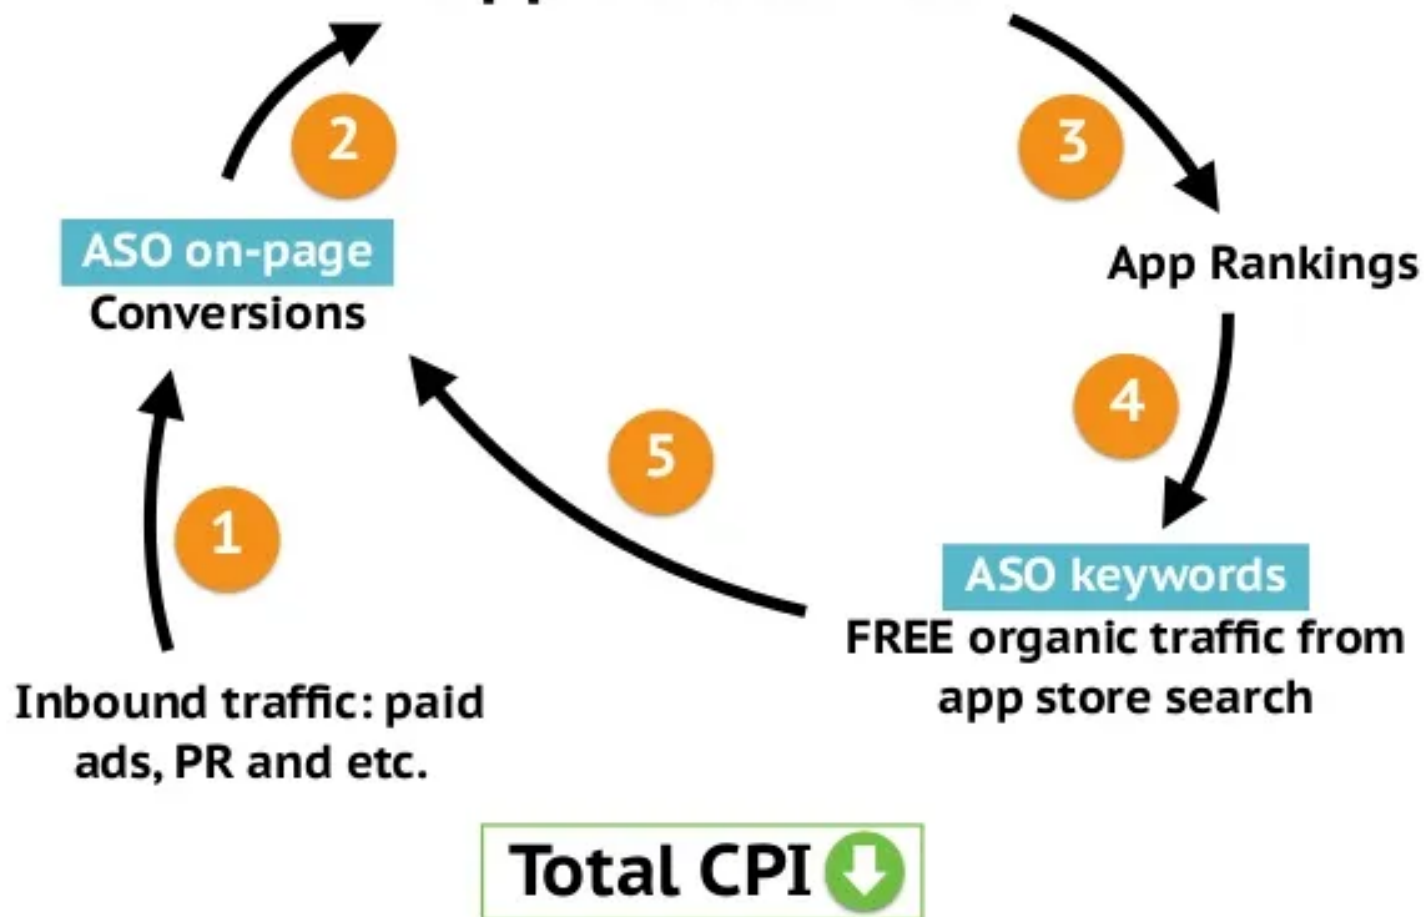 2
3
ASO on-page
Conversions
App Rankings
4
5
1
ASO keywords
FREE organic traffic from
app store search
Inbound traffic: paid
ads, PR and etc.
Total CPI